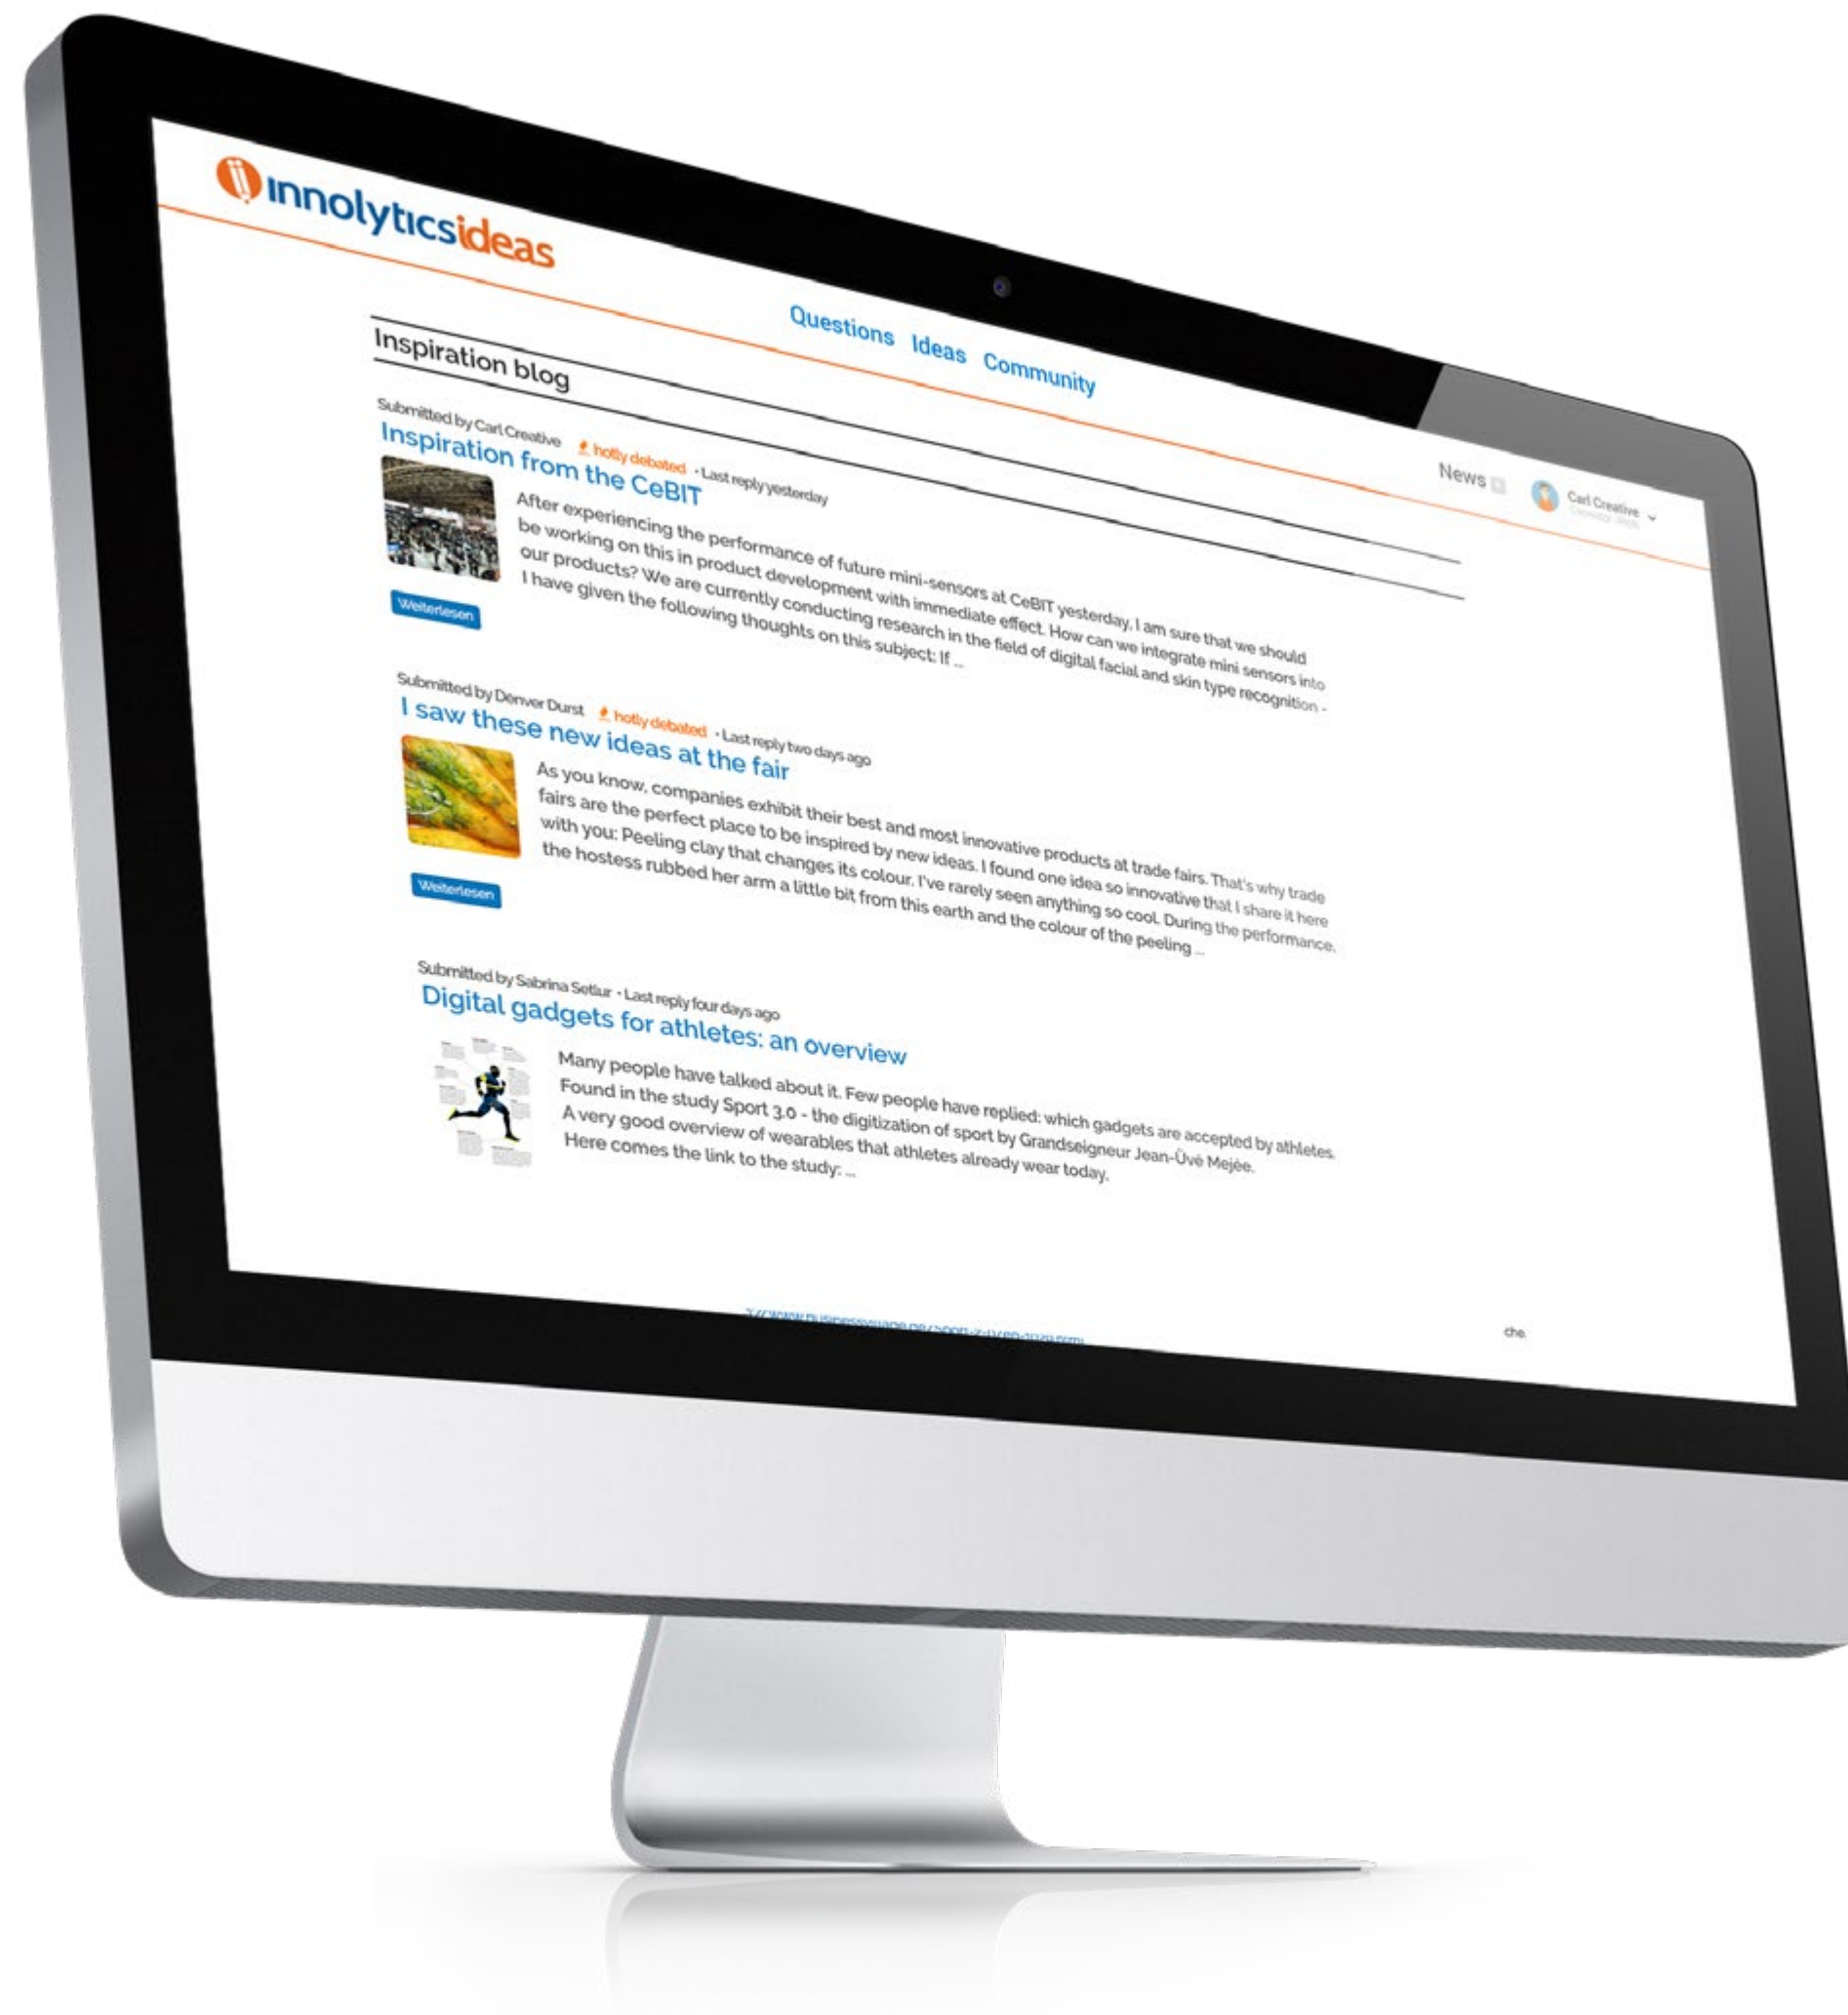 innolyticsideas
Questions Ideas Community
News
Carl Creative
Inspiration blog
Submitted by Carl Creative hotly debated • Last reply yesterday
Inspiration from the CeBIT
After experiencing the performance of future mini-sensors at CeBIT yesterday, I am sure that we should
be working on this in product development with immediate effect. How can we integrate mini sensors into
our products? We are currently conducting research in the field of digital facial and skin type recognition -
I have given the following thoughts on this subject: If ...
Weiterlesen
Submitted by Denver Durst hotly debated • Last reply two days ago
I saw these new ideas at the fair
As you know, companies exhibit their best and most innovative products at trade fairs. That's why trade
fairs are the perfect place to be inspired by new ideas. I found one idea so innovative that I share it here
with you: Peeling clay that changes its colour. I've rarely seen anything so cool. During the performance,
the hostess rubbed her arm a little bit from this earth and the colour of the peeling ...
Weiterlesen
Submitted by Sabrina Setlur • Last reply four days ago
Digital gadgets for athletes: an overview
Many people have talked about it. Few people have replied: which gadgets are accepted by athletes.
Found in the study Sport 3.0 - the digitization of sport by Grandseigneur Jean-Üvé Mejée.
A very good overview of wearables that athletes already wear today.
Here comes the link to the study: ...
che.